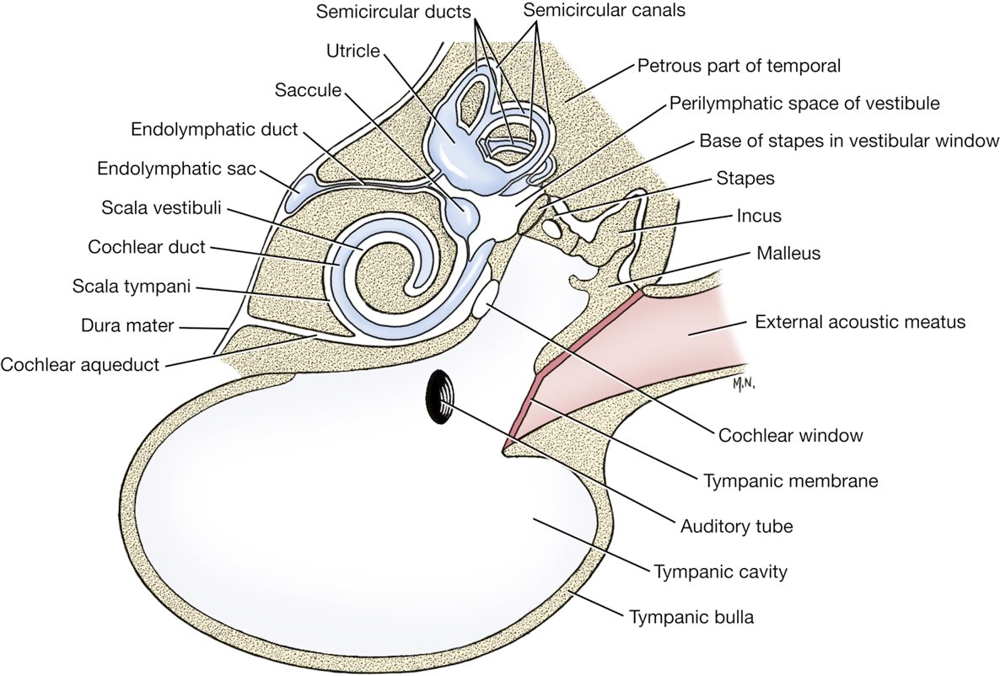 Semicircular ducts
Semicircular canals
Utricle
Petrous part of temporal
Saccule
Perilymphatic space of vestibule
Endolymphatic duct
Base of stapes in vestibular window
Endolymphatic sac
Stapes
Scala vestibuli
Incus
Cochlear duct
Malleus
Scala tympani
Dura mater
External acoustic meatus
Cochlear aqueduct
M.N.
Cochlear window
Tympanic membrane
Auditory tube
Tympanic cavity
Tympanic bulla